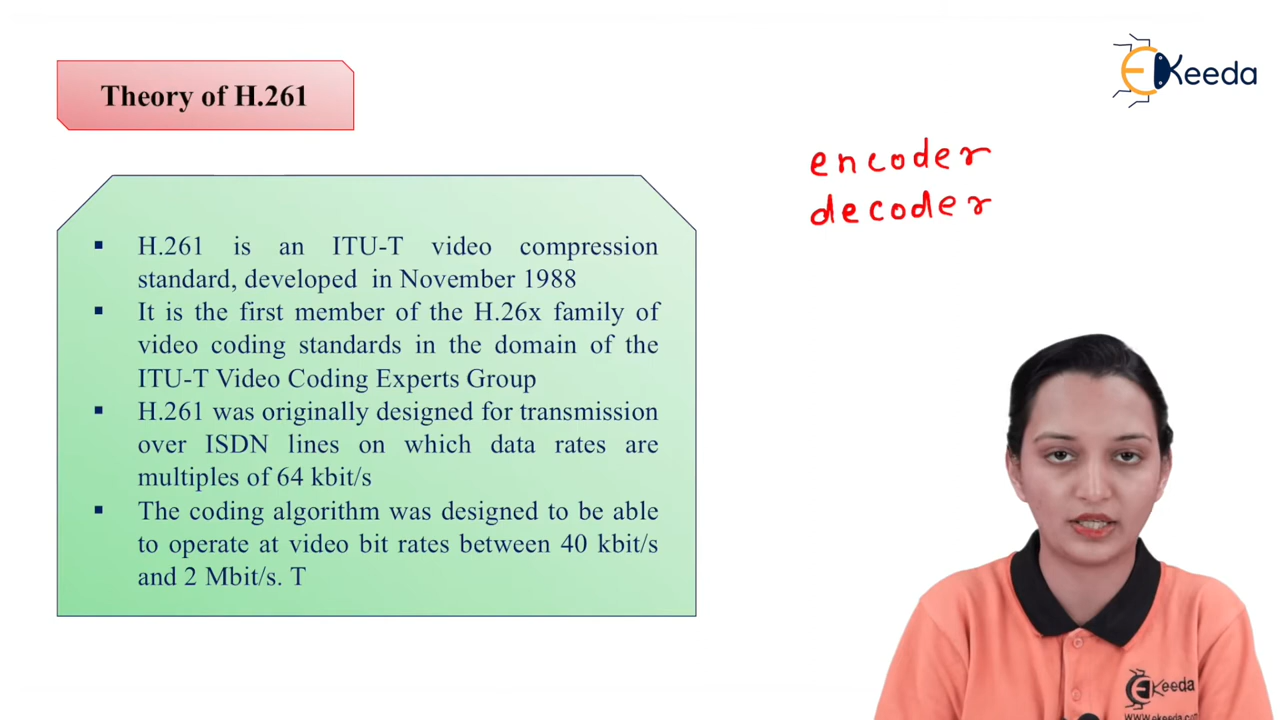 Theory of H.261
EKeeda
encoder
decoder
▪ H.261 is an ITU-T video compression
standard, developed in November 1988
▪ It is the first member of the H.26x family of
video coding standards in the domain of the
ITU-T Video Coding Experts Group
▪ H.261 was originally designed for transmission
over ISDN lines on which data rates are
multiples of 64 kbit/s
▪ The coding algorithm was designed to be able
to operate at video bit rates between 40 kbit/s
and 2 Mbit/s. T
EKeeda